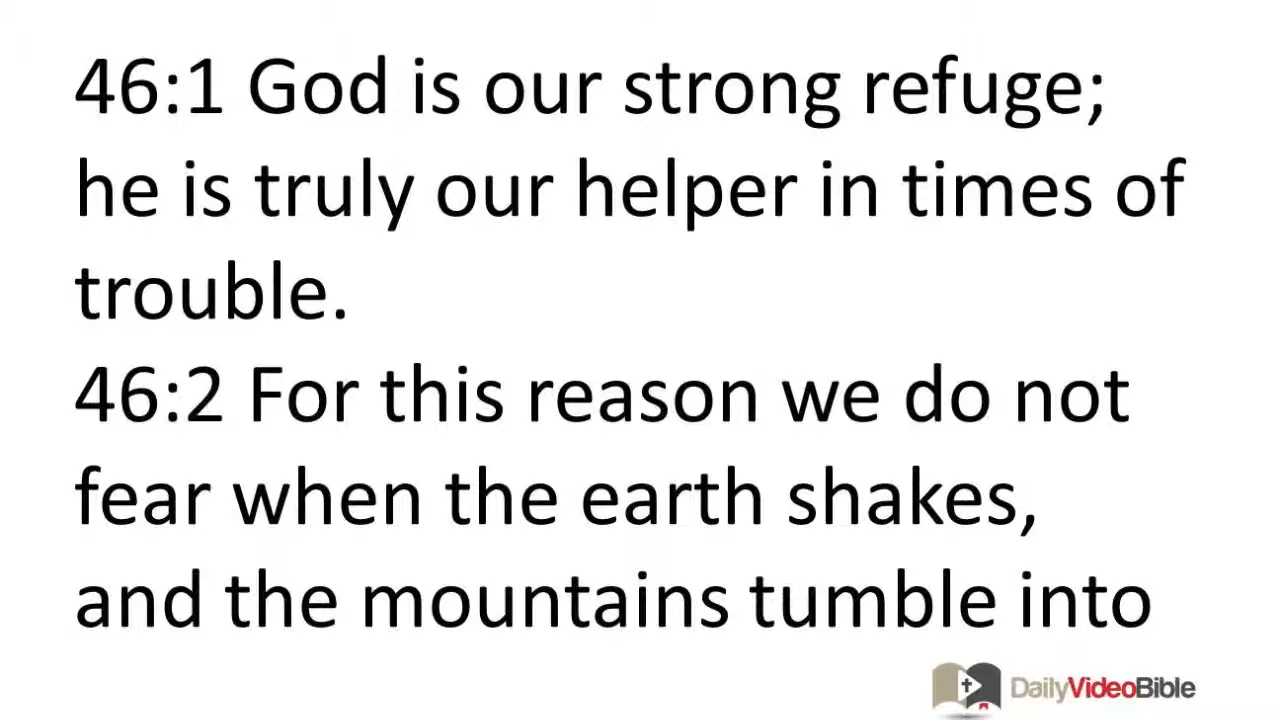 46:1 God is our strong refuge;
he is truly our helper in times of
trouble.
46:2 For this reason we do not
fear when the earth shakes,
and the mountains tumble into
DailyVideoBible